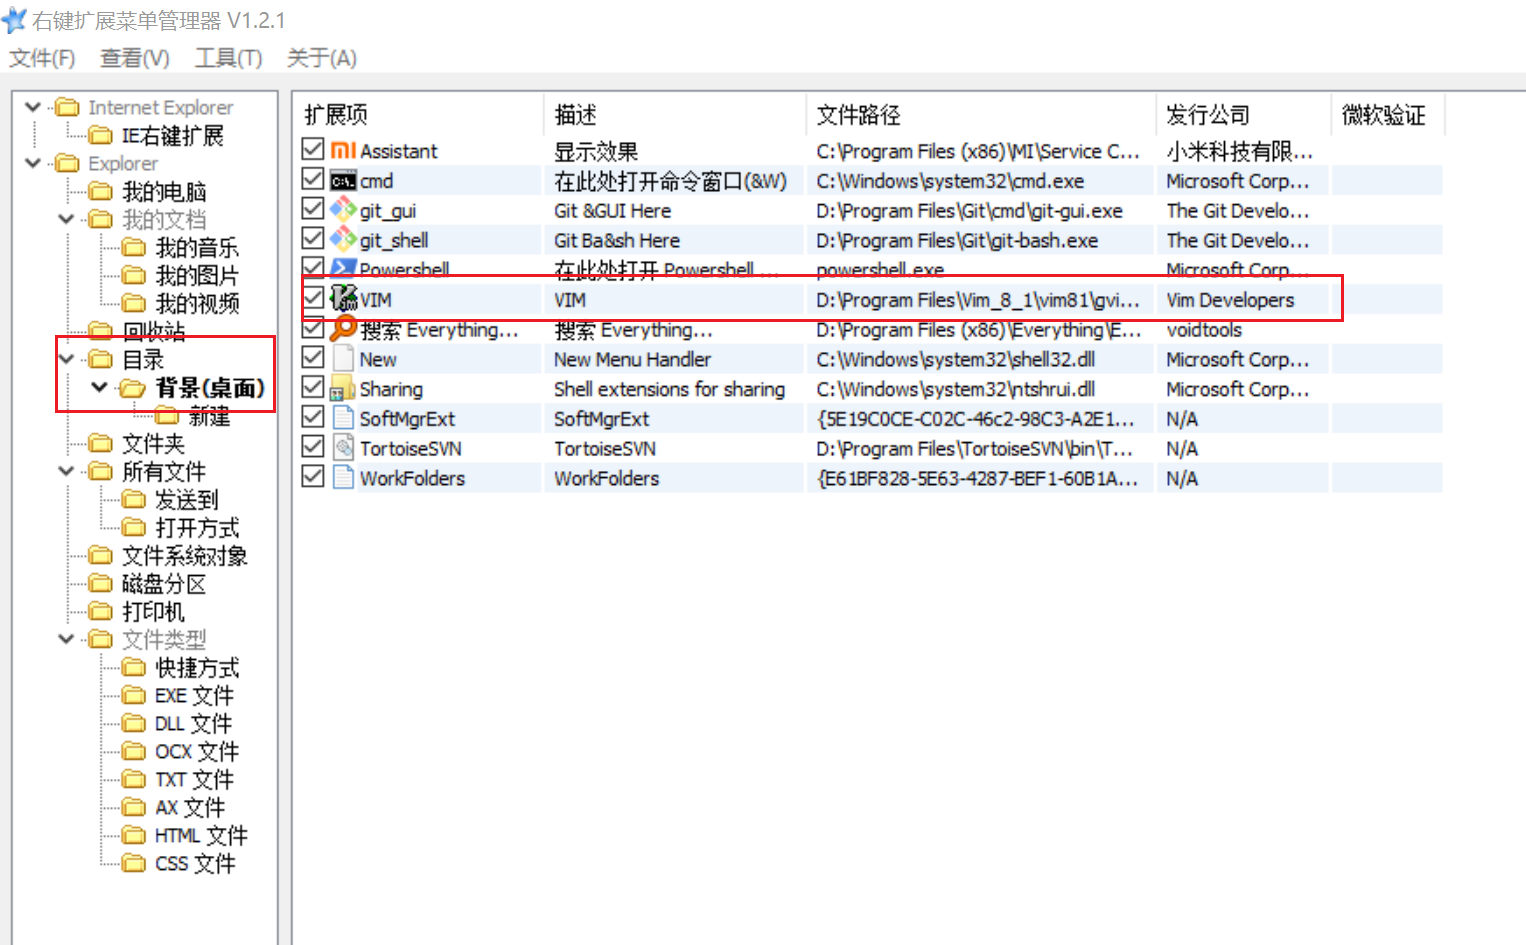 右键扩展菜单管理器 V1.2.1
文件(F) 查看(V) 工具(T) 关于(A)
Internet Explorer
IE右键扩展
Explorer
我的电脑
我的文档
我的音乐
我的图片
我的视频
回收站
目录
背景(桌面)
新建
文件夹
所有文件
发送到
打开方式
文件系统对象
磁盘分区
打印机
文件类型
快捷方式
EXE 文件
DLL 文件
OCX 文件
TXT 文件
AX 文件
HTML 文件
CSS 文件
扩展项 描述 文件路径 发行公司 微软验证
Assistant 显示效果 C:\Program Files (x86)\MI\Service C... 小米科技有限...
cmd 在此处打开命令窗口(&W) C:\Windows\system32\cmd.exe Microsoft Corp...
git_gui Git &GUI Here D:\Program Files\Git\cmd\git-gui.exe The Git Develo...
git_shell Git Ba&sh Here D:\Program Files\Git\git-bash.exe The Git Develo...
Powershell 在此处打开 Powershell ... powershell.exe Microsoft Corp...
VIM VIM D:\Program Files\Vim_8_1\vim81\gvi... Vim Developers
搜索 Everything... 搜索 Everything... D:\Program Files (x86)\Everything\E... voidtools
New New Menu Handler C:\Windows\system32\shell32.dll Microsoft Corp...
Sharing Shell extensions for sharing C:\Windows\system32\ntshrui.dll Microsoft Corp...
SoftMgrExt SoftMgrExt {5E19C0CE-C02C-46c2-98C3-A2E1... N/A
TortoiseSVN TortoiseSVN D:\Program Files\TortoiseSVN\bin\T... N/A
WorkFolders WorkFolders {E61BF828-5E63-4287-BEF1-60B1A... N/A